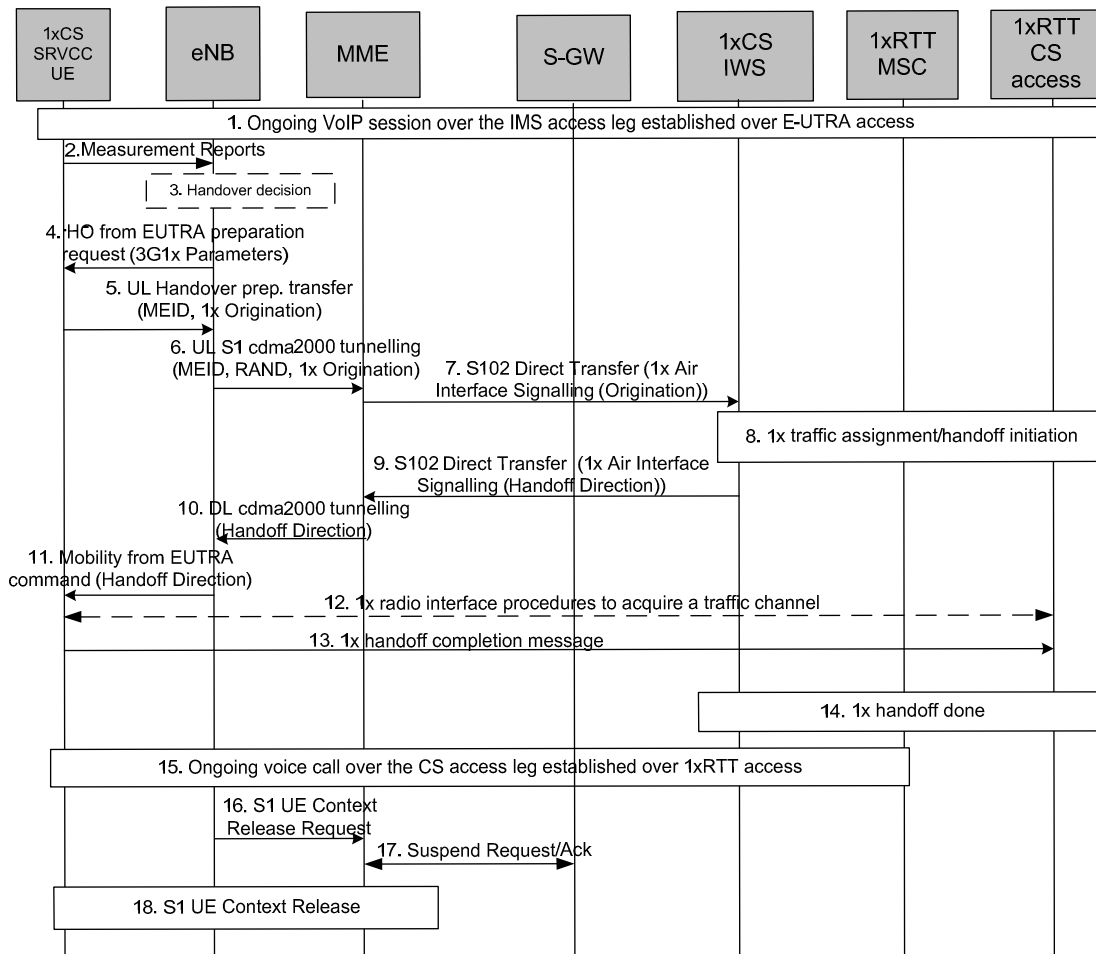 1xCS
SRVCC
UE
eNB
MME
S-GW
1xCS
IWS
1xRTT
MSC
1xRTT
CS
access
1. Ongoing VoIP session over the IMS access leg established over E-UTRA access
2.Measurement Reports
3. Handover decision
4. HO from EUTRA preparation
request (3G1x Parameters)
5. UL Handover prep. transfer
(MEID, 1x Origination)
6. UL S1 cdma2000 tunnelling
(MEID, RAND, 1x Origination)
7. S102 Direct Transfer (1x Air
Interface Signalling (Origination))
8. 1x traffic assignment/handoff initiation
9. S102 Direct Transfer (1x Air Interface
Signalling (Handoff Direction))
10. DL cdma2000 tunnelling
(Handoff Direction)
11. Mobility from EUTRA
command (Handoff Direction)
12. 1x radio interface procedures to acquire a traffic channel
13. 1x handoff completion message
14. 1x handoff done
15. Ongoing voice call over the CS access leg established over 1xRTT access
16. S1 UE Context
Release Request
17. Suspend Request/Ack
18. S1 UE Context Release